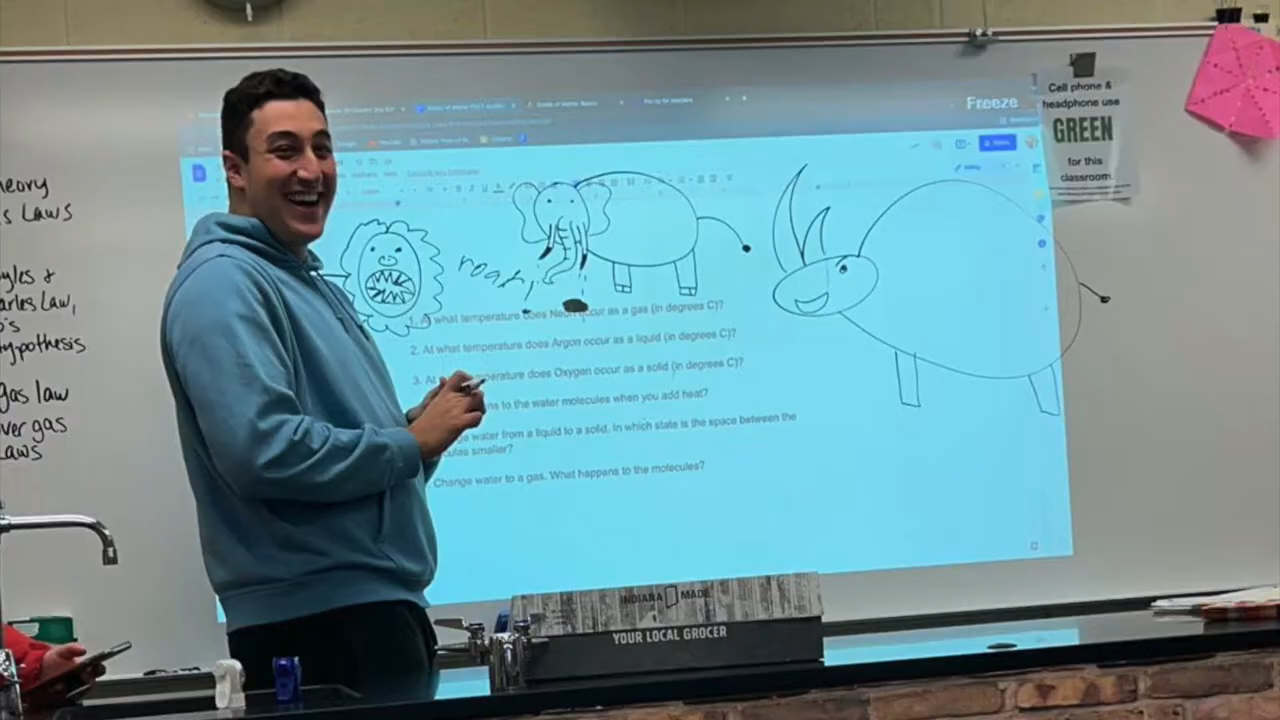 Freeze
Cell phone &
headphone use
GREEN
for this
classroom.
heory
s Laws
yles &
arles Law,
o's
ypothesis
gas law
ver gas
Laws
roar
1. At what temperature does Neon occur as a gas (in degrees C)?
2. At what temperature does Argon occur as a liquid (in degrees C)?
3. At perature does Oxygen occur as a solid (in degrees C)?
ns to the water molecules when you add heat?
ge water from a liquid to a solid. In which state is the space between the
cules smaller?
Change water to a gas. What happens to the molecules?
INDIANA MADE
YOUR LOCAL GROCER